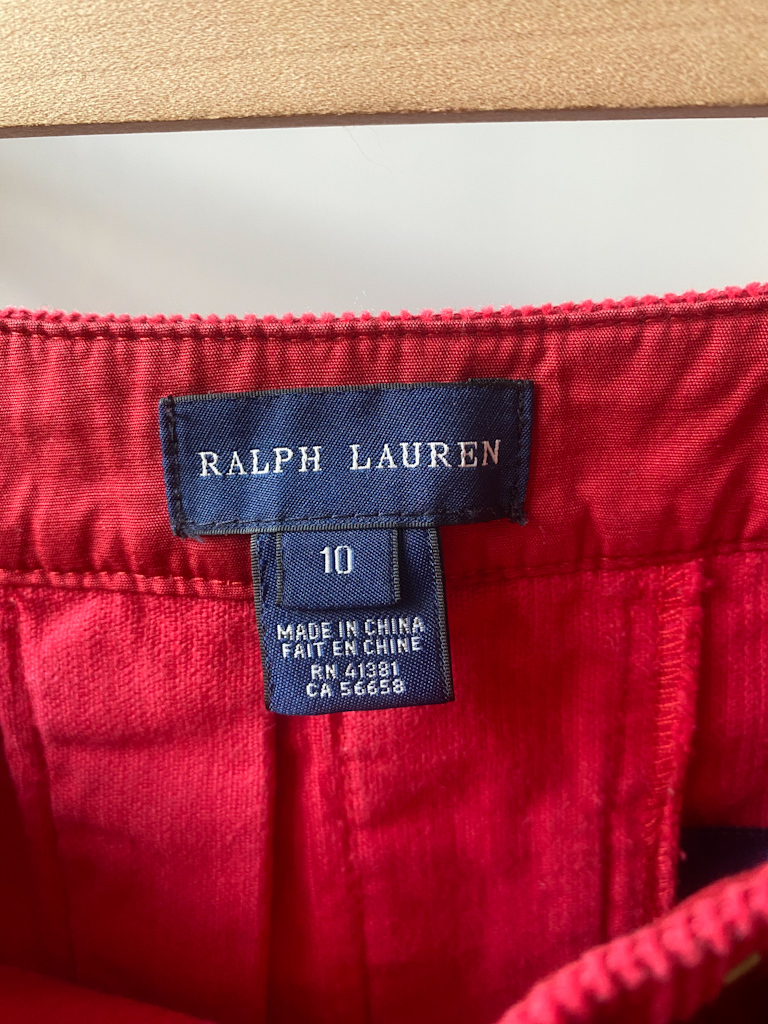 RALPH LAUREN
10
MADE IN CHINA
FAIT EN CHINE
RN 41381
CA 56658